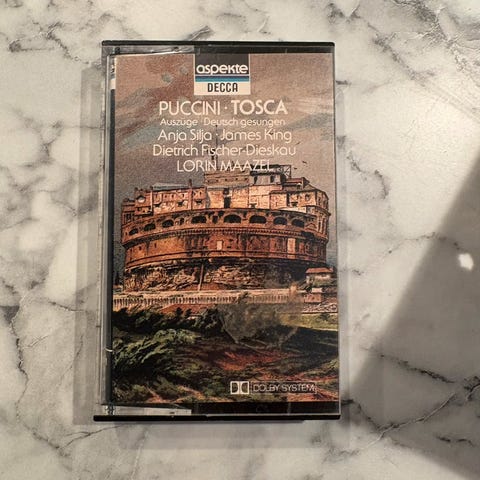 aspekte
DECCA
PUCCINI · TOSCA
Auszüge · Deutsch gesungen
Anja Silja · James King
Dietrich Fischer-Dieskau
LORIN MAAZEL
DOLBY SYSTEM